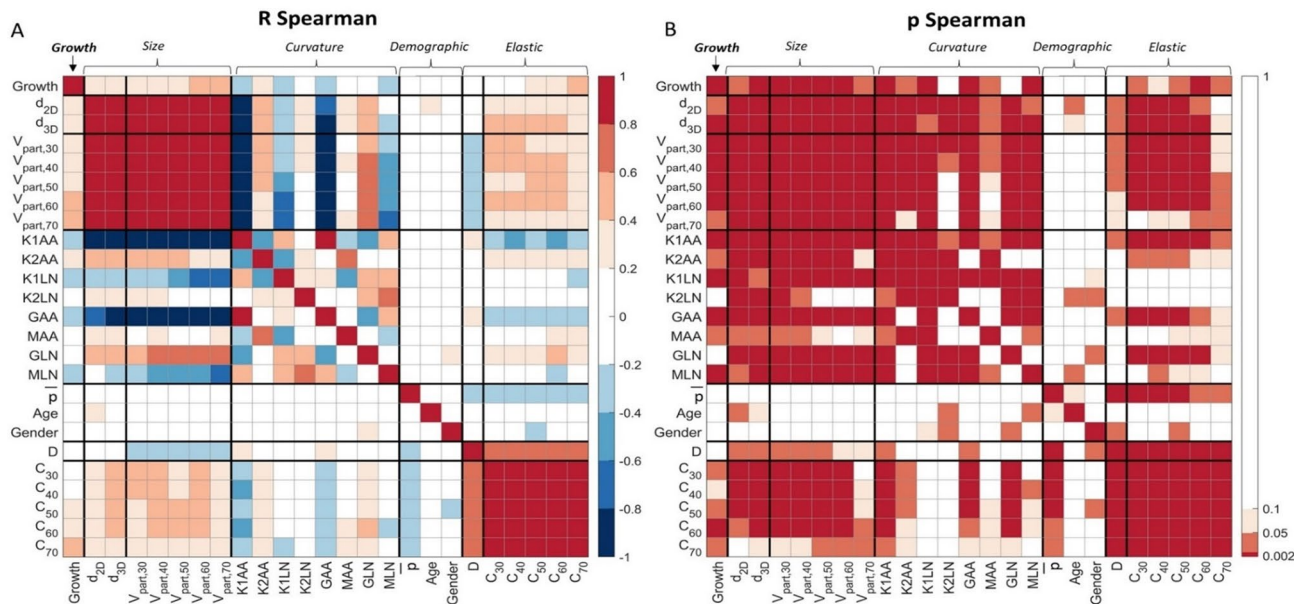 R Spearman
A
Growth
Size
Curvature
Demographic
Elastic
Growth
d2D
d3D
Vpart,30
Vpart,40
Vpart,50
Vpart,60
Vpart,70
K1AA
K2AA
K1LN
K2LN
GAA
MAA
GLN
MLN
p̅
Age
Gender
D
C30
C40
C50
C60
C70
1
0.8
0.6
0.4
0.2
0
-0.2
-0.4
-0.6
-0.8
-1
Growth
d2D
d3D
Vpart,30
Vpart,40
Vpart,50
Vpart,60
Vpart,70
K1AA
K2AA
K1LN
K2LN
GAA
MAA
GLN
MLN
p̅
Age
Gender
D
C30
C40
C50
C60
C70
p Spearman
B
Growth
Size
Curvature
Demographic
Elastic
Growth
d2D
d3D
Vpart,30
Vpart,40
Vpart,50
Vpart,60
Vpart,70
K1AA
K2AA
K1LN
K2LN
GAA
MAA
GLN
MLN
p̅
Age
Gender
D
C30
C40
C50
C60
C70
1
0.1
0.05
0.002
Growth
d2D
d3D
Vpart,30
Vpart,40
Vpart,50
Vpart,60
Vpart,70
K1AA
K2AA
K1LN
K2LN
GAA
MAA
GLN
MLN
p̅
Age
Gender
D
C30
C40
C50
C60
C70